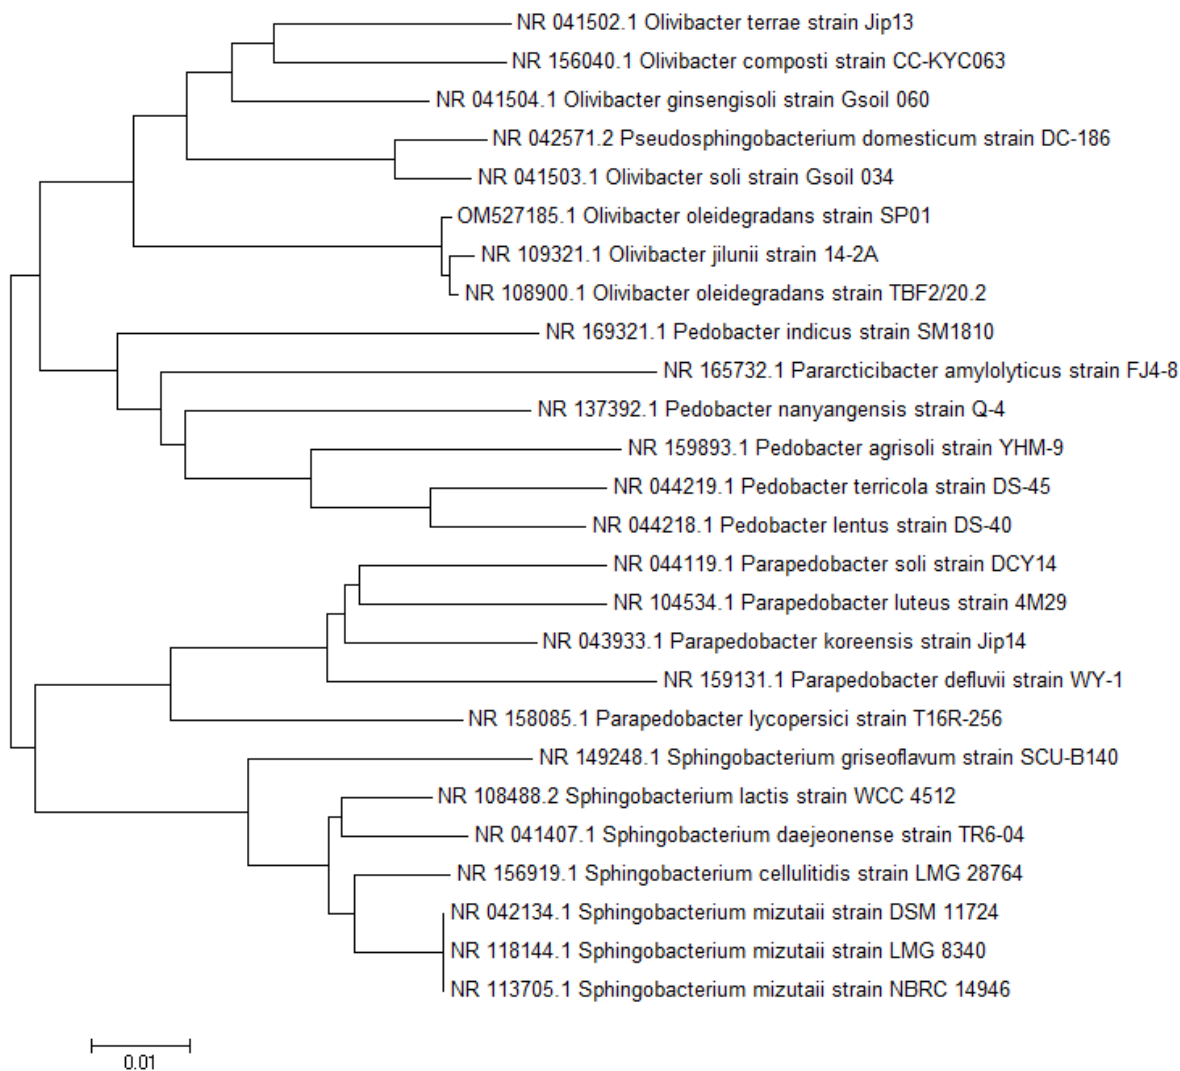 NR 041502.1 Olivibacter terrae strain Jip13
NR 156040.1 Olivibacter composti strain CC-KYC063
NR 041504.1 Olivibacter ginsengisoli strain Gsoil 060
NR 042571.2 Pseudosphingobacterium domesticum strain DC-186
NR 041503.1 Olivibacter soli strain Gsoil 034
OM527185.1 Olivibacter oleidegradans strain SP01
NR 109321.1 Olivibacter jilunii strain 14-2A
NR 108900.1 Olivibacter oleidegradans strain TBF2/20.2
NR 169321.1 Pedobacter indicus strain SM1810
NR 165732.1 Pararcticibacter amylolyticus strain FJ4-8
NR 137392.1 Pedobacter nanyangensis strain Q-4
NR 159893.1 Pedobacter agrisoli strain YHM-9
NR 044219.1 Pedobacter terricola strain DS-45
NR 044218.1 Pedobacter lentus strain DS-40
NR 044119.1 Parapedobacter soli strain DCY14
NR 104534.1 Parapedobacter luteus strain 4M29
NR 043933.1 Parapedobacter koreensis strain Jip14
NR 159131.1 Parapedobacter defluvii strain WY-1
NR 158085.1 Parapedobacter lycopersici strain T16R-256
NR 149248.1 Sphingobacterium griseoflavum strain SCU-B140
NR 108488.2 Sphingobacterium lactis strain WCC 4512
NR 041407.1 Sphingobacterium daejeonense strain TR6-04
NR 156919.1 Sphingobacterium cellulitidis strain LMG 28764
NR 042134.1 Sphingobacterium mizutaii strain DSM 11724
NR 118144.1 Sphingobacterium mizutaii strain LMG 8340
NR 113705.1 Sphingobacterium mizutaii strain NBRC 14946
0.01